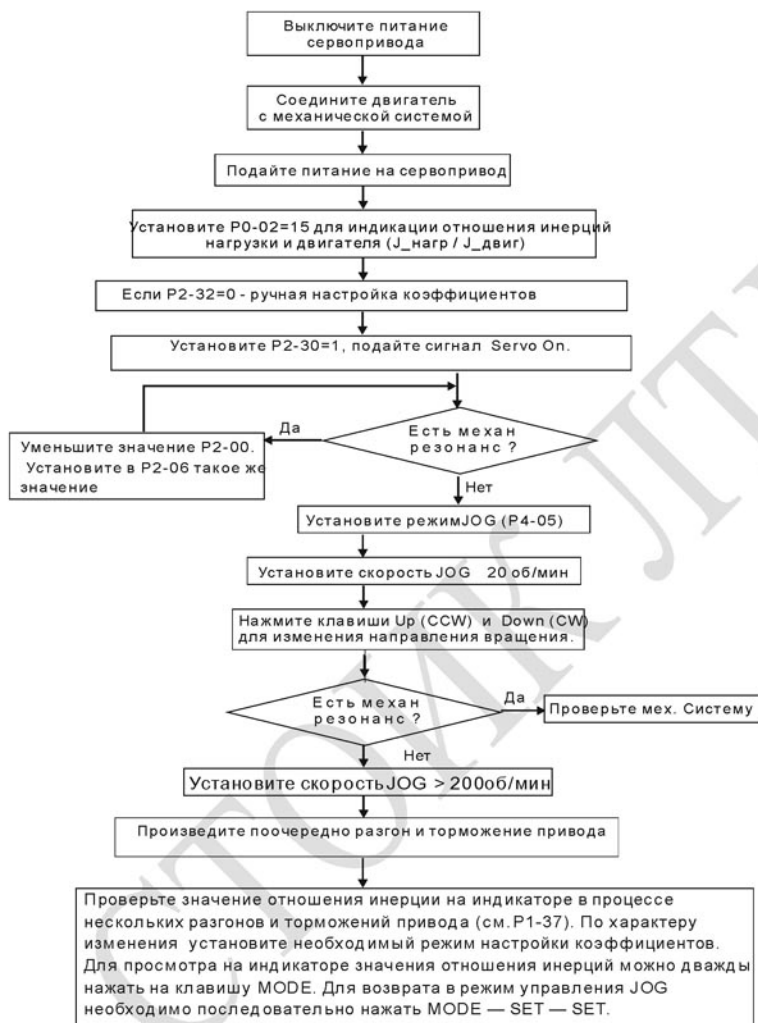 Выключите питание
сервопривода
Соедините двигатель
с механической системой
Подайте питание на сервопривод
Установите P0-02=15 для индикации отношения инерций
нагрузки и двигателя (J_нагр / J_двиг)
Если P2-32=0 - ручная настройка коэффициентов
Установите P2-30=1, подайте сигнал Servo On.
Есть механ
резонанс ?
Да
Уменьшите значение P2-00.
Установите в P2-06 такое же
значение
Нет
Установите режимJOG (P4-05)
Установите скорость JOG 20 об/мин
Нажмите клавиши Up (CCW) и Down (CW)
для изменения направления вращения.
Есть механ
резонанс ?
Да
Проверьте мех. Систему
Нет
Установите скорость JOG > 200об/мин
Произведите поочередно разгон и торможение привода
Проверьте значение отношения инерции на индикаторе в процессе
нескольких разгонов и торможений привода (см. P1-37). По характеру
изменения установите необходимый режим настройки коэффициентов.
Для просмотра на индикаторе значения отношения инерций можно дважды
нажать на клавишу MODE. Для возврата в режим управления JOG
необходимо последовательно нажать MODE — SET — SET.
СТОИК ЛТ